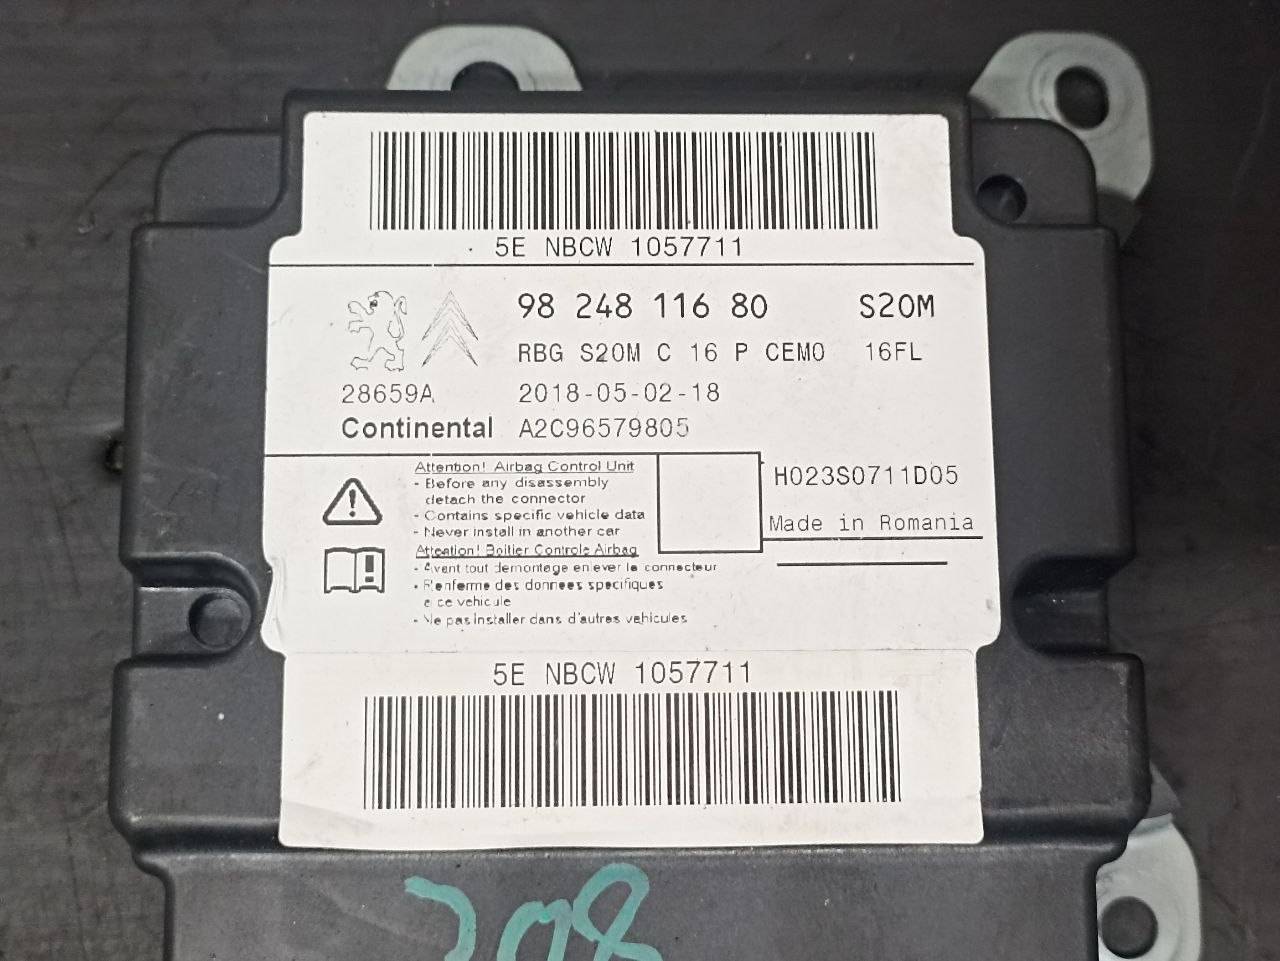 5E NBCW 1057711
98 248 116 80 S20M
RBG S20M C 16 P CEM0 16FL
28659A 2018-05-02-18
Continental A2C96579805
Attention! Airbag Control Unit
- Before any disassembly
detach the connector
- Contains specific vehicle data
- Never install in another car
H023S0711D05
Made in Romania
Attention! Boîtier Controle Airbag
- Avant tout demontage enlever le connecteur
- Renferme des donnees specifiques
a ce vehicule
- Ne pas installer dans d'autres vehicules
5E NBCW 1057711
208